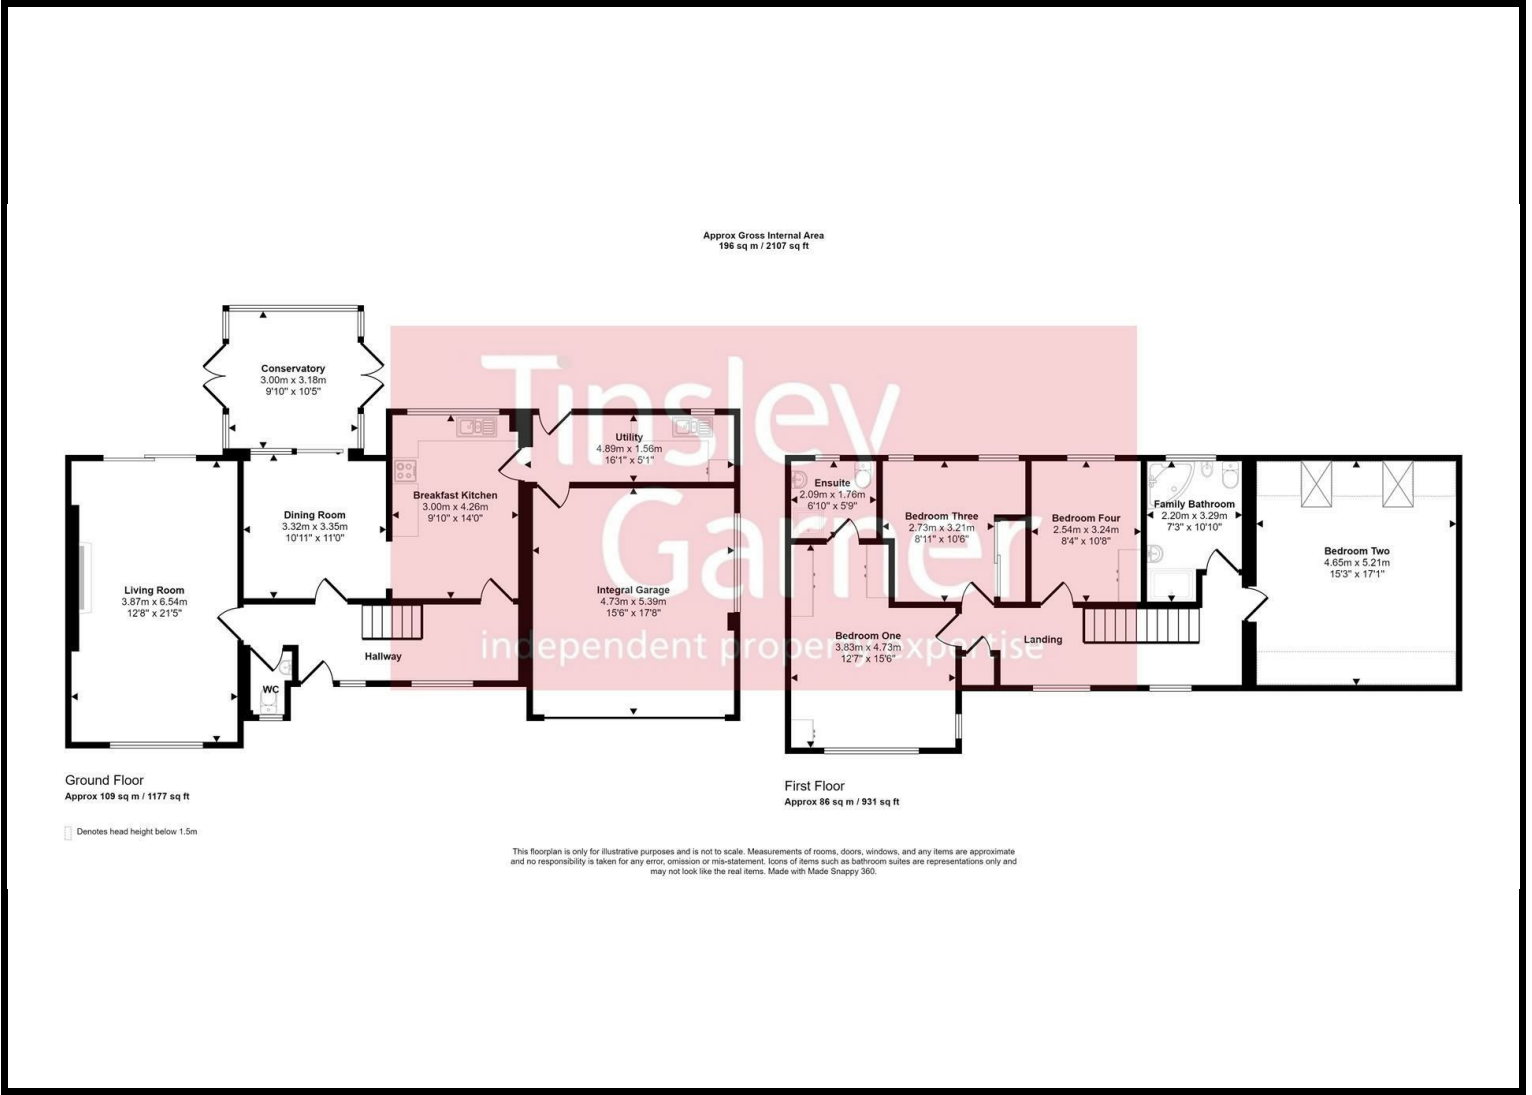 Approx Gross Internal Area
196 sq m / 2107 sq ft
Conservatory
3.00m x 3.18m
9'10" x 10'5"
Utility
4.89m x 1.56m
16'1" x 5'1"
Breakfast Kitchen
3.00m x 4.26m
9'10" x 14'0"
Dining Room
3.32m x 3.35m
10'11" x 11'0"
Living Room
3.87m x 6.54m
12'8" x 21'5"
Integral Garage
4.73m x 5.39m
15'6" x 17'8"
Hallway
WC
Ground Floor
Approx 109 sq m / 1177 sq ft
Denotes head height below 1.5m
Tinsley
Garner
independent property expertise
Ensuite
2.09m x 1.76m
6'10" x 5'9"
Bedroom Three
2.73m x 3.21m
8'11" x 10'6"
Bedroom Four
2.54m x 3.24m
8'4" x 10'8"
Family Bathroom
2.20m x 3.29m
7'3" x 10'10"
Bedroom Two
4.65m x 5.21m
15'3" x 17'1"
Bedroom One
3.83m x 4.73m
12'7" x 15'6"
Landing
First Floor
Approx 86 sq m / 931 sq ft
This floorplan is only for illustrative purposes and is not to scale. Measurements of rooms, doors, windows, and any items are approximate
and no responsibility is taken for any error, omission or mis-statement. Icons of items such as bathroom suites are representations only and
may not look like the real items. Made with Made Snappy 360.